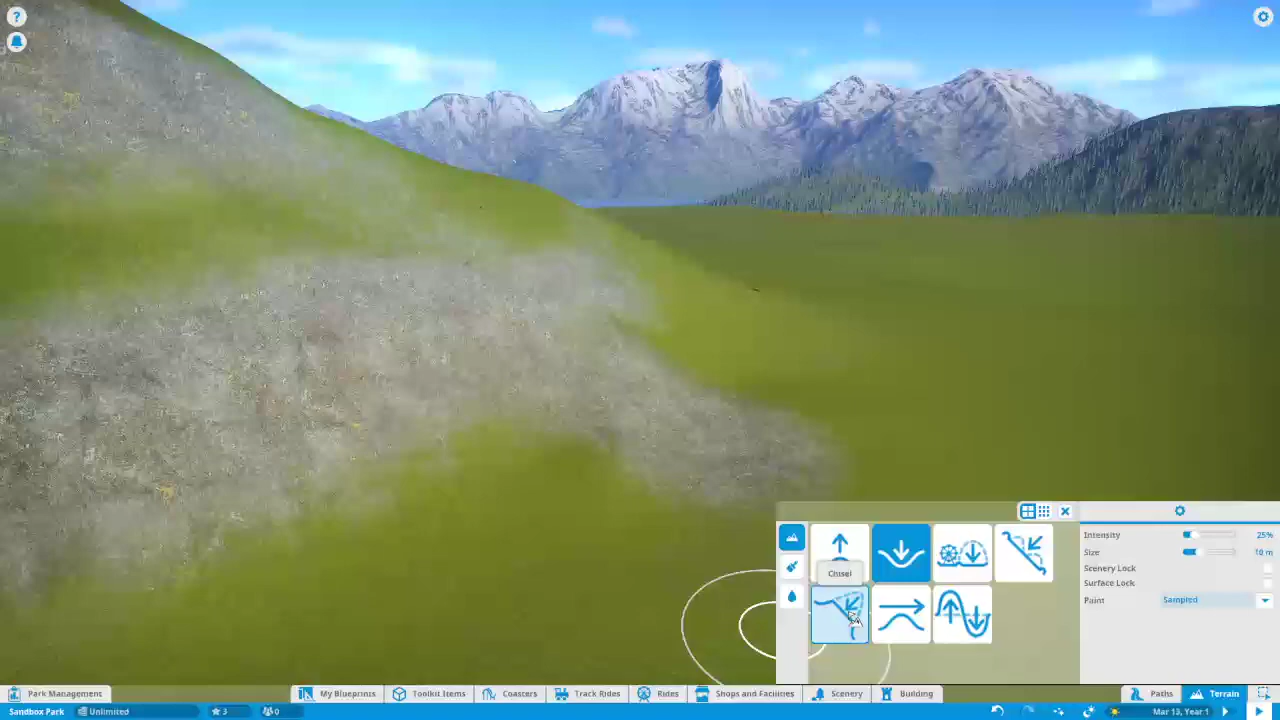 ?
Intensity 25%
Size 10 m
Scenery Lock
Surface Lock
Paint Sampled
Chisel
Park Management
My Blueprints
Toolkit Items
Coasters
Track Rides
Rides
Shops and Facilities
Scenery
Building
Paths
Terrain
Sandbox Park
Unlimited
3
0
Mar 13, Year 1